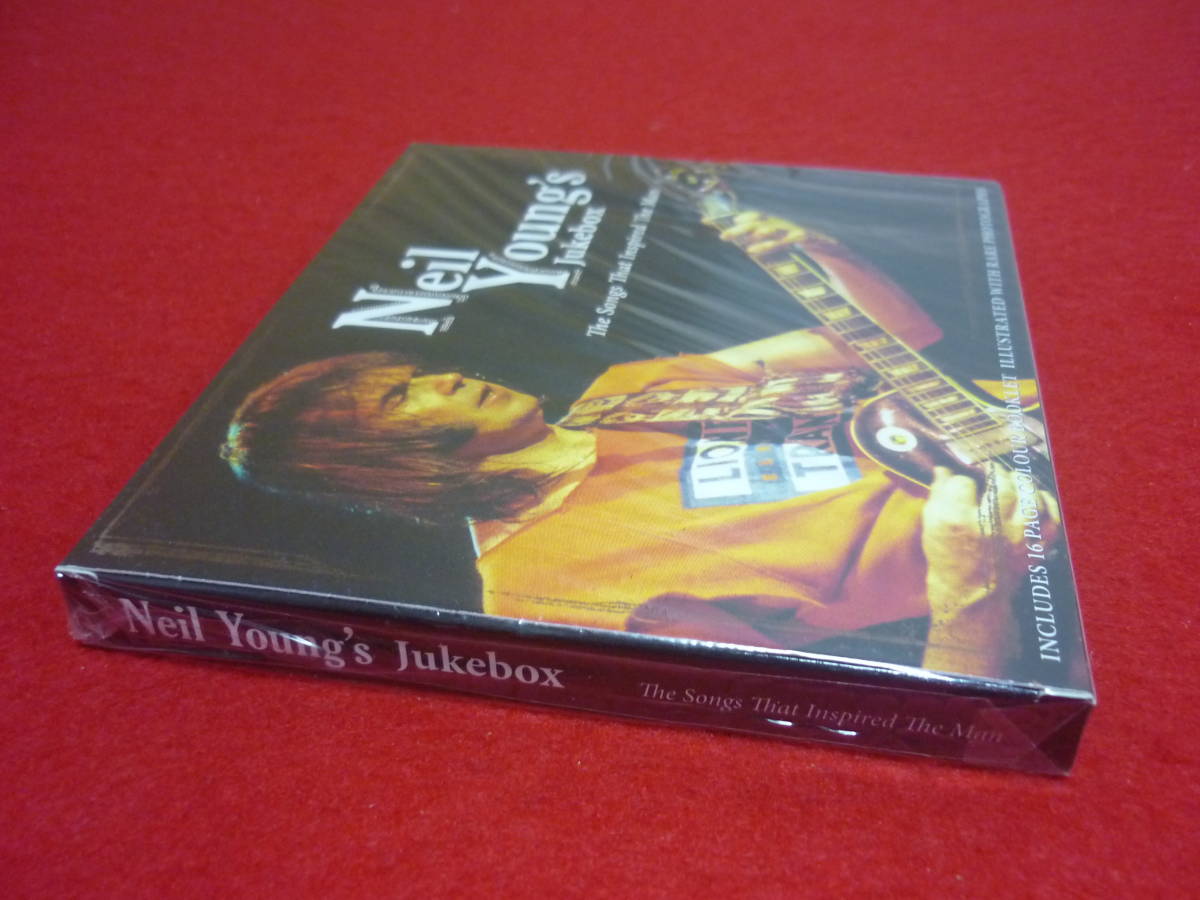 Neil
Young's
Jukebox
The Songs That Inspired The Man
INCLUDES 16 PAGE COLOUR BOOKLET ILLUSTRATED WITH RARE PHOTOGRAPHS
Neil Young's Jukebox
The Songs That Inspired The Man